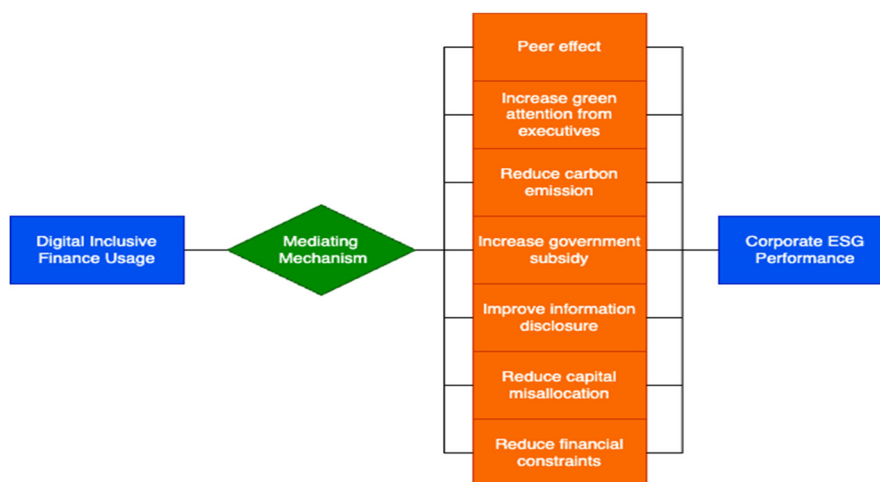 Peer effect
Increase green
attention from
executives
Reduce carbon
emission
Digital Inclusive
Finance Usage
Mediating
Mechanism
Increase government
subsidy
Corporate ESG
Performance
Improve information
disclosure
Reduce capital
misallocation
Reduce financial
constraints